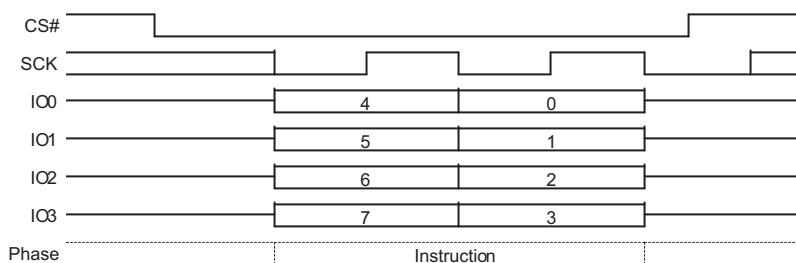 CS#
SCK
IO0 4 0
IO1 5 1
IO2 6 2
IO3 7 3
Phase Instruction